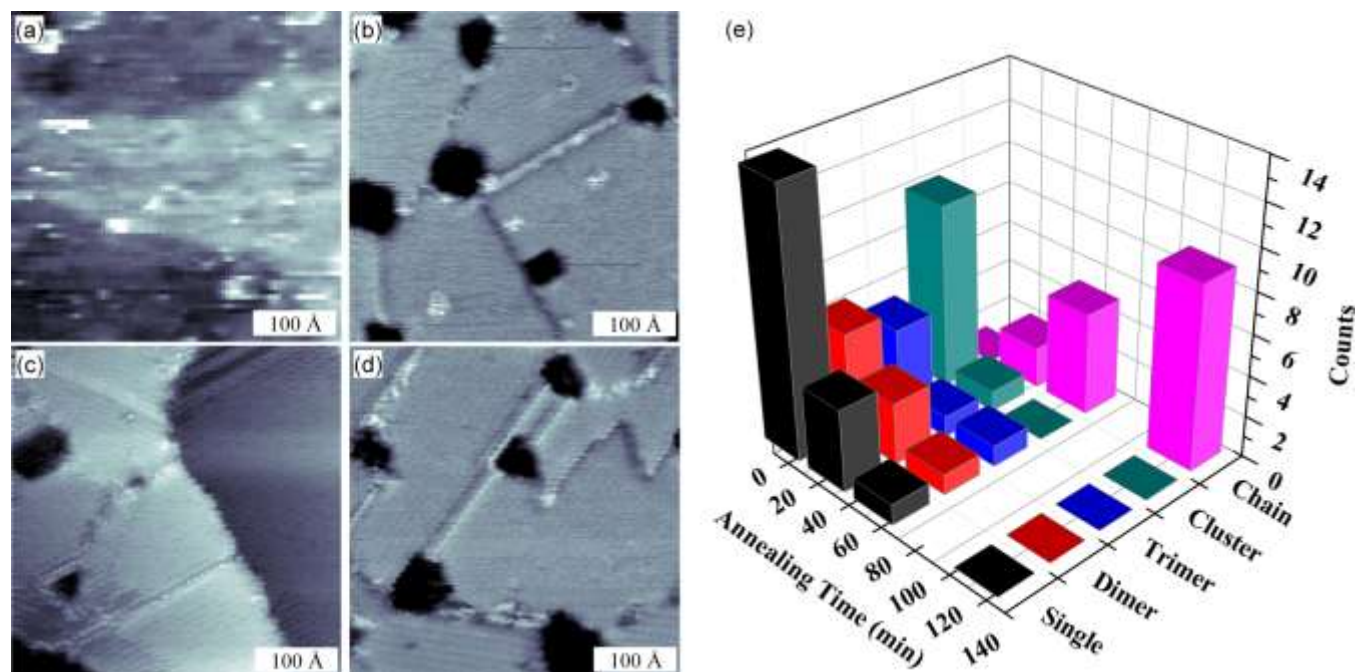 (a)
(b)
(e)
100 Å
100 Å
(c)
(d)
100 Å
100 Å
14
12
10
8
6
4
2
0
Counts
0
20
40
60
80
100
120
140
Annealing Time (min)
Single
Dimer
Trimer
Cluster
Chain